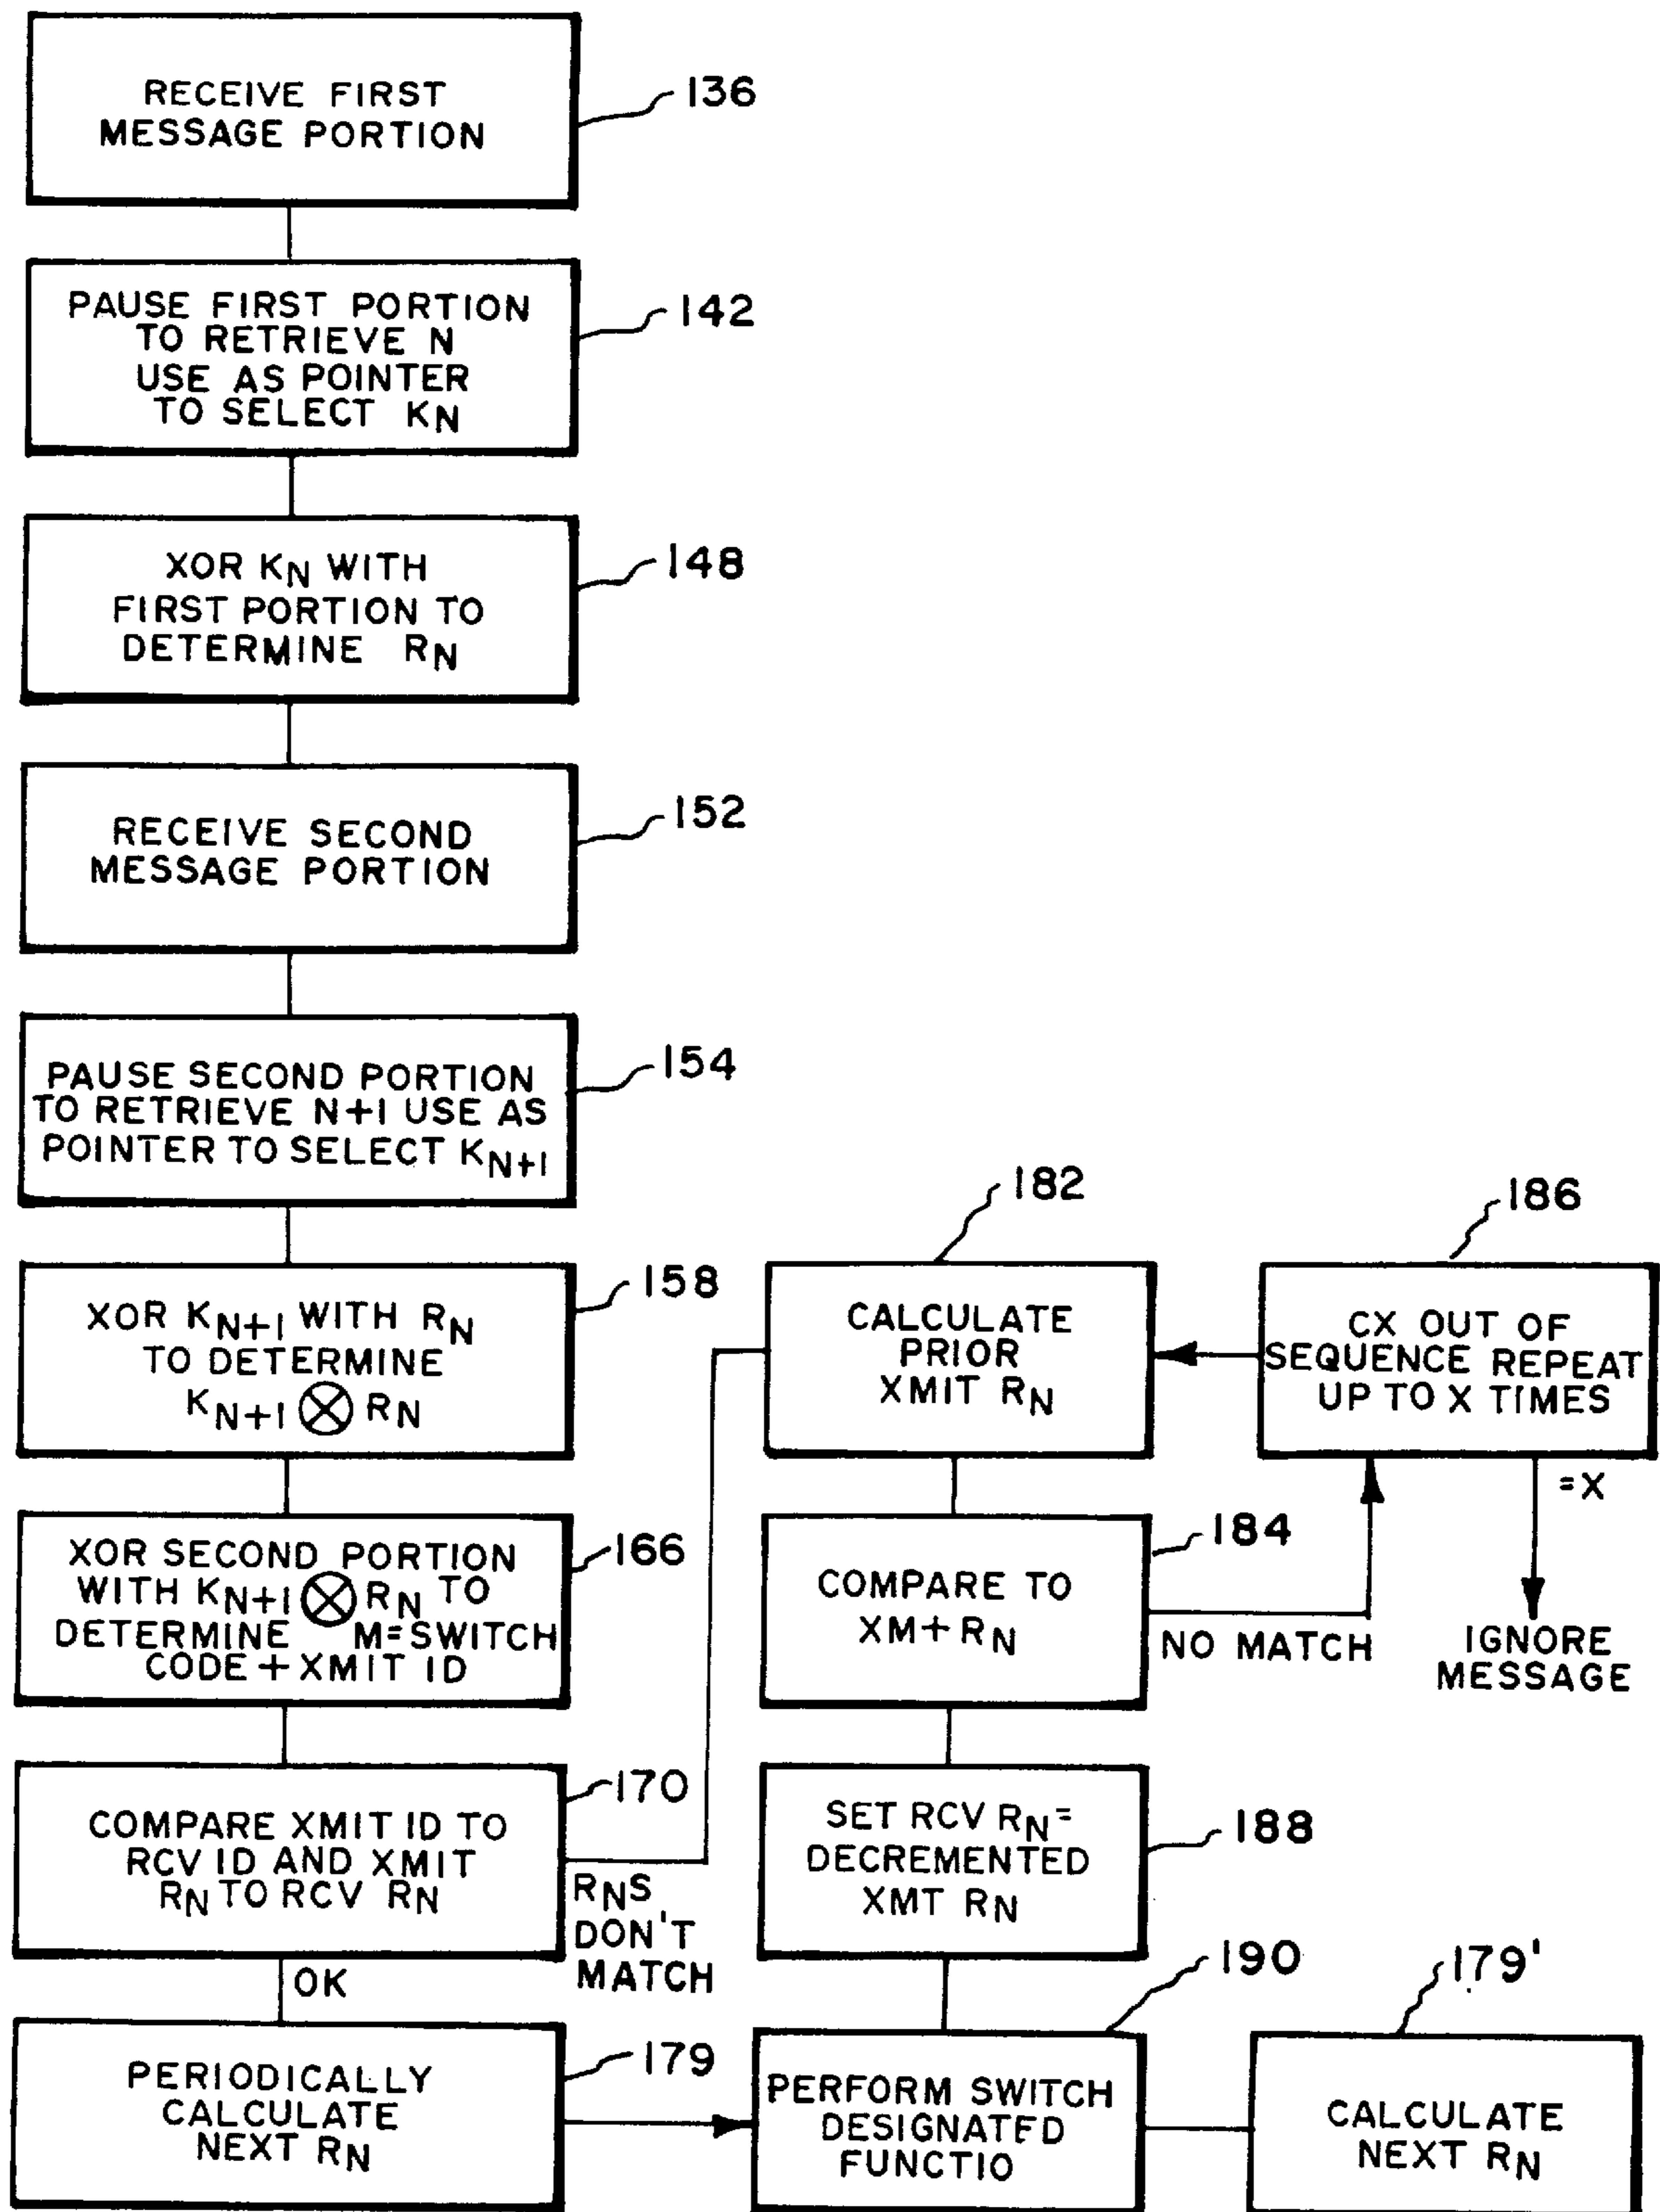 RECEIVE FIRST
MESSAGE PORTION
136
PAUSE FIRST PORTION
TO RETRIEVE N
USE AS POINTER
TO SELECT KN
142
XOR KN WITH
FIRST PORTION TO
DETERMINE RN
148
RECEIVE SECOND
MESSAGE PORTION
152
PAUSE SECOND PORTION
TO RETRIEVE N+1 USE AS
POINTER TO SELECT KN+1
154
XOR KN+1 WITH RN
TO DETERMINE
KN+1 ⊗ RN
158
XOR SECOND PORTION
WITH KN+1 ⊗ RN TO
DETERMINE M=SWITCH
CODE + XMIT ID
166
COMPARE XMIT ID TO
RCV ID AND XMIT
RN TO RCV RN
170
RNS
DON'T
MATCH
OK
PERIODICALLY
CALCULATE
NEXT RN
179
182
CALCULATE
PRIOR
XMIT RN
186
CX OUT OF
SEQUENCE REPEAT
UP TO X TIMES
=X
IGNORE
MESSAGE
184
COMPARE TO
XM+RN
NO MATCH
SET RCV RN=
DECREMENTED
XMT RN
188
190
PERFORM SWITCH
DESIGNATED
FUNCTIO
179'
CALCULATE
NEXT RN